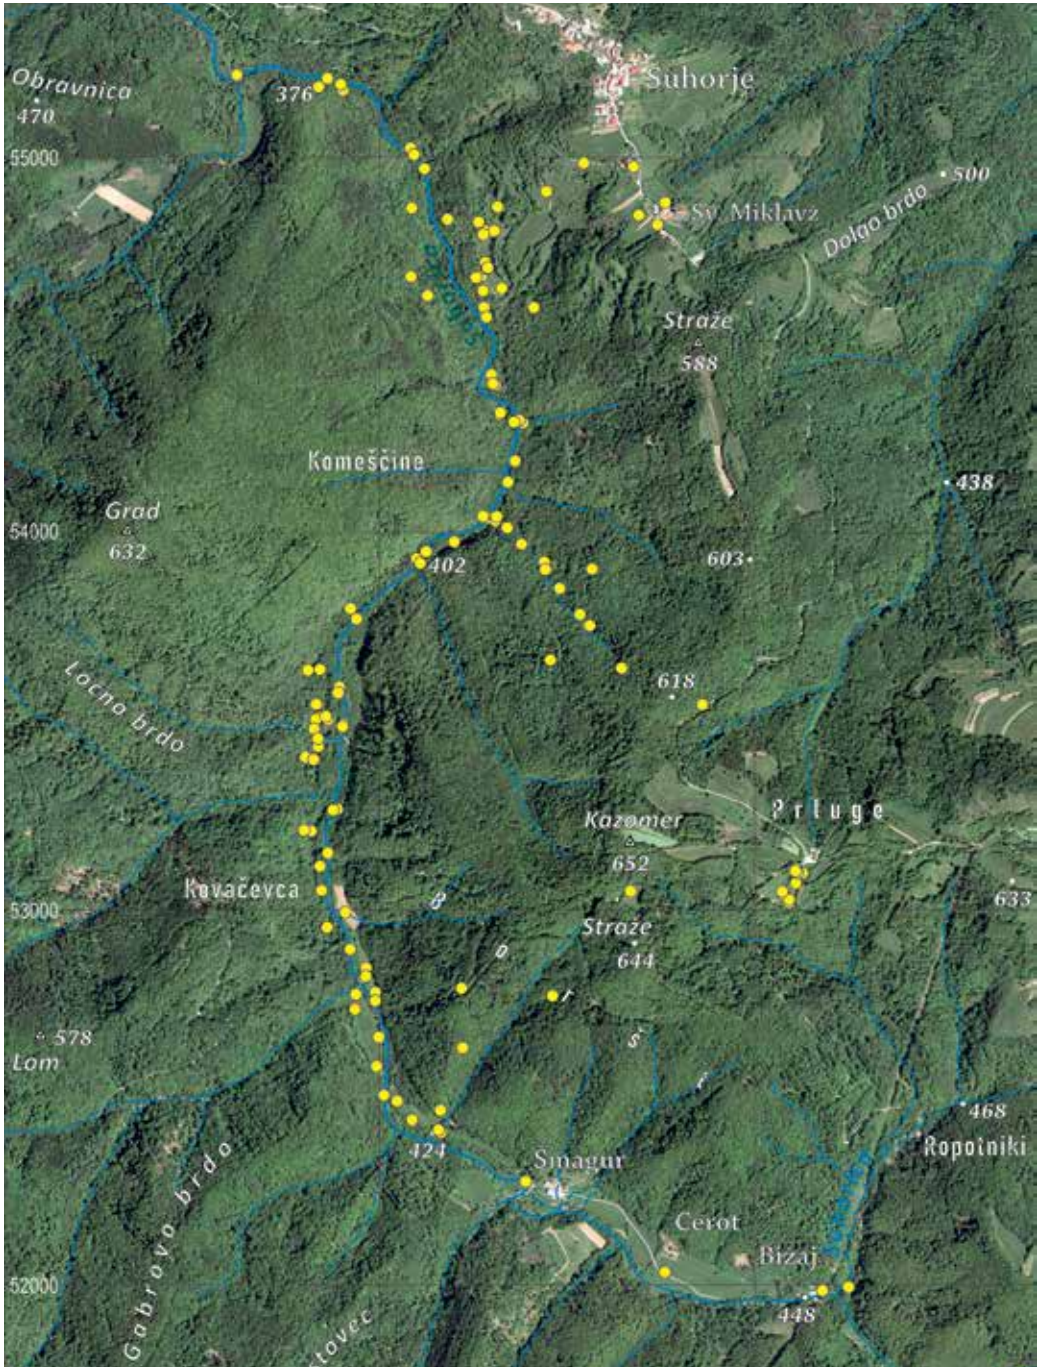 Suhorje
Obravnica
376
470
55000
500
Sv. Miklavž
Dolgo brdo
Straže
588
Komeščine
438
Grad
54000
632
402
603
Locna brdo
618
Prluge
Kazomer
652
Kovačevca
633
53000
Straže
644
B o r š t
578
Lom
468
424
Ropotniki
Gabrovo brdo
Šmagur
Cerot
Bizaj
52000
448